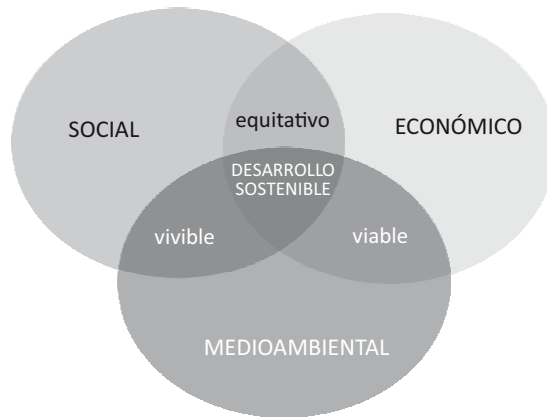 equitativo
SOCIAL
ECONÓMICO
DESARROLLO
SOSTENIBLE
vivible
viable
MEDIOAMBIENTAL